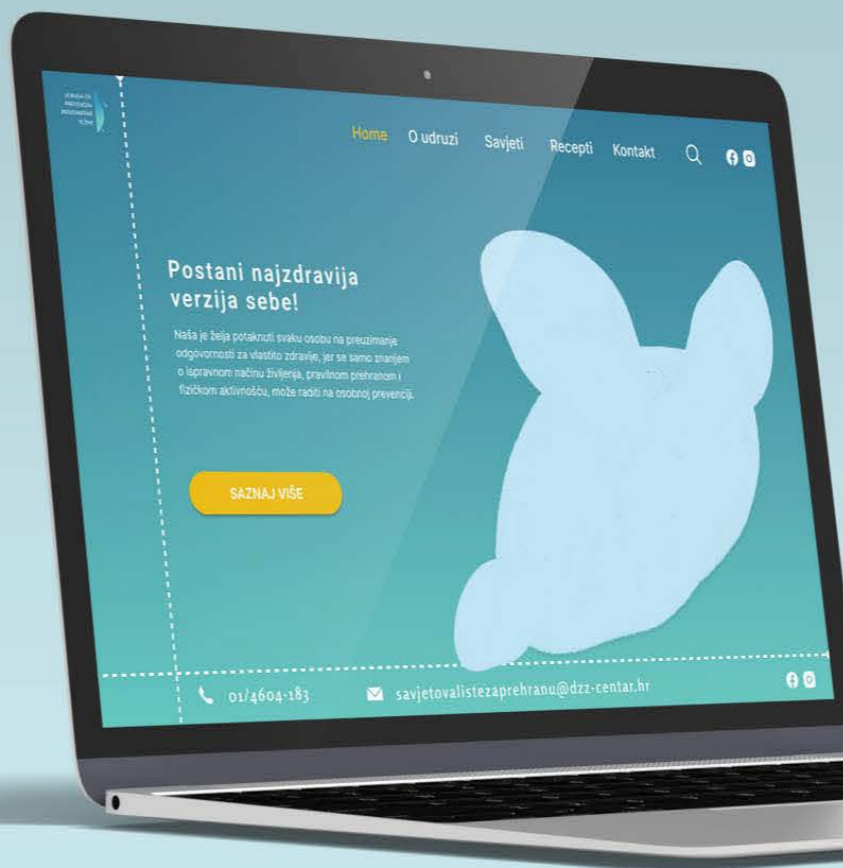 Home O udruzi Savjeti Recepti Kontakt
Postani najzdravija
verzija sebe!
Naša je želja potaknuti svaku osobu na preuzimanje
odgovornosti za vlastito zdravlje, jer se samo znanjem
o ispravnom načinu življenja, pravilnom prehranom i
fizičkom aktivnošću, može raditi na osobnoj prevenciji.
SAZNAJ VIŠE
01/4604-183 savjetovalistezaprehranu@dzz-centar.hr